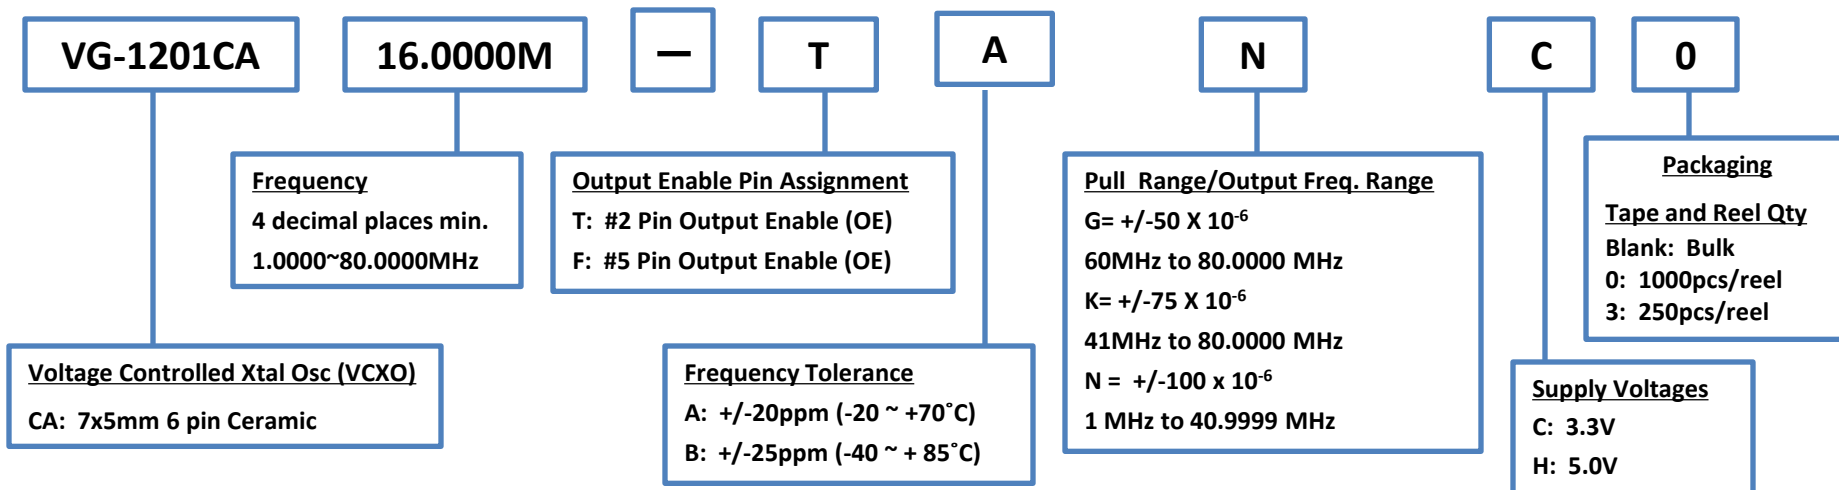 VG-1201CA 16.0000M — T A N C 0
Frequency
4 decimal places min.
1.0000~80.0000MHz
Output Enable Pin Assignment
T: #2 Pin Output Enable (OE)
F: #5 Pin Output Enable (OE)
Pull Range/Output Freq. Range
G= +/-50 X 10⁻⁶
60MHz to 80.0000 MHz
K= +/-75 X 10⁻⁶
41MHz to 80.0000 MHz
N = +/-100 x 10⁻⁶
1 MHz to 40.9999 MHz
Packaging
Tape and Reel Qty
Blank: Bulk
0: 1000pcs/reel
3: 250pcs/reel
Voltage Controlled Xtal Osc (VCXO)
CA: 7x5mm 6 pin Ceramic
Frequency Tolerance
A: +/-20ppm (-20 ~ +70˚C)
B: +/-25ppm (-40 ~ + 85˚C)
Supply Voltages
C: 3.3V
H: 5.0V